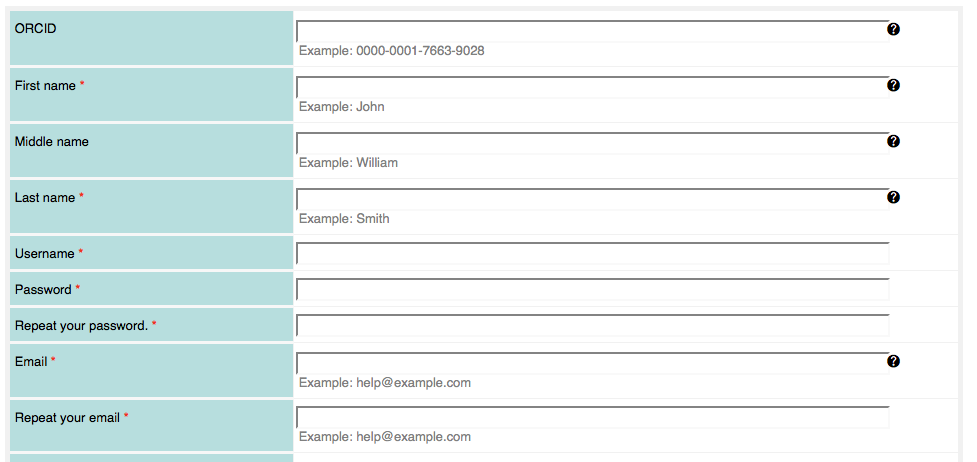 ORCID
?
Example: 0000-0001-7663-9028
First name *
?
Example: John
Middle name
?
Example: William
Last name *
?
Example: Smith
Username *
Password *
Repeat your password. *
Email *
?
Example: help@example.com
Repeat your email *
Example: help@example.com